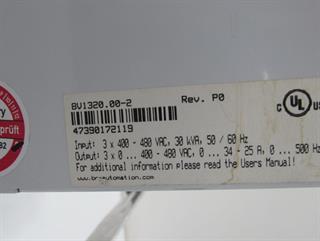 8V1320.00-2
Rev. P0
47390172119
Input: 3 x 400 - 480 VAC, 30 kVA, 50 / 60 Hz
Output: 3 x 0 ... 400 - 480 VAC, 0 ... 34 - 25 A, 0 ... 500 Hz
For additional information please read the Users Manual!
www.br-automation.com
C UL US
prüft